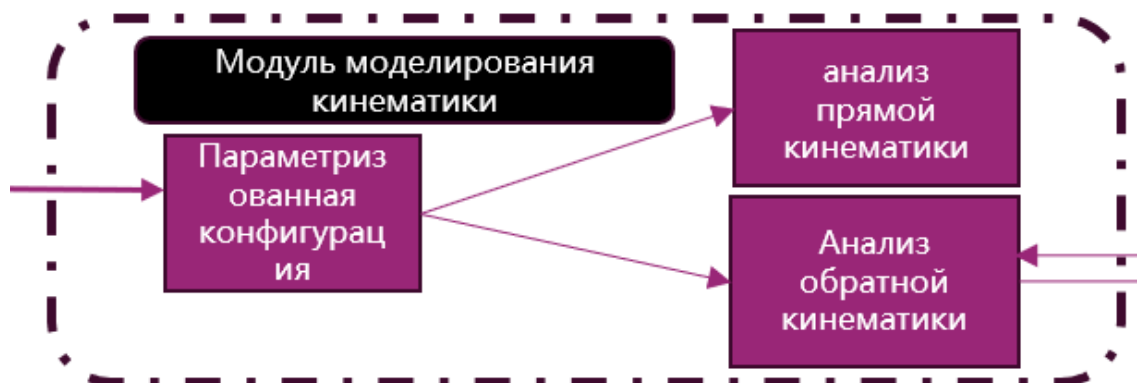 Модуль моделирования
кинематики
Параметриз
ованная
конфигурац
ия
анализ
прямой
кинематики
Анализ
обратной
кинематики